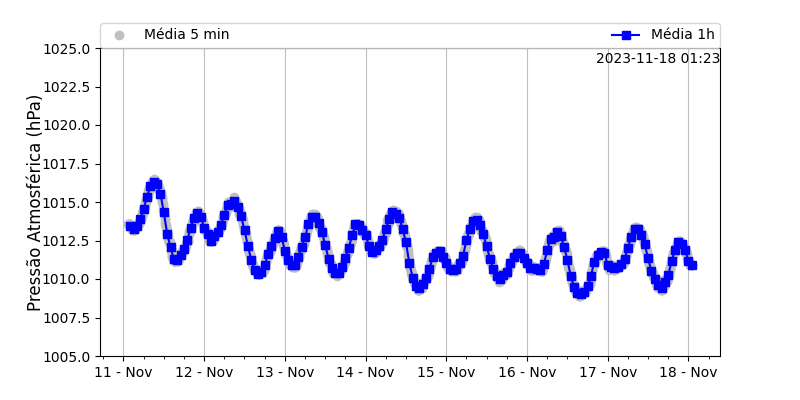 Média 5 min
Média 1h
2023-11-18 01:23
Pressão Atmosférica (hPa)
1025.0
1022.5
1020.0
1017.5
1015.0
1012.5
1010.0
1007.5
1005.0
11 - Nov
12 - Nov
13 - Nov
14 - Nov
15 - Nov
16 - Nov
17 - Nov
18 - Nov